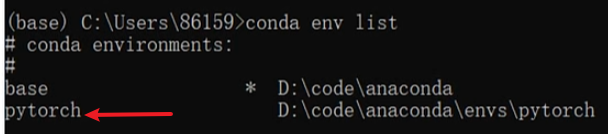 (base) C:\Users\86159>conda env list
# conda environments:
#
base * D:\code\anaconda
pytorch D:\code\anaconda\envs\pytorch